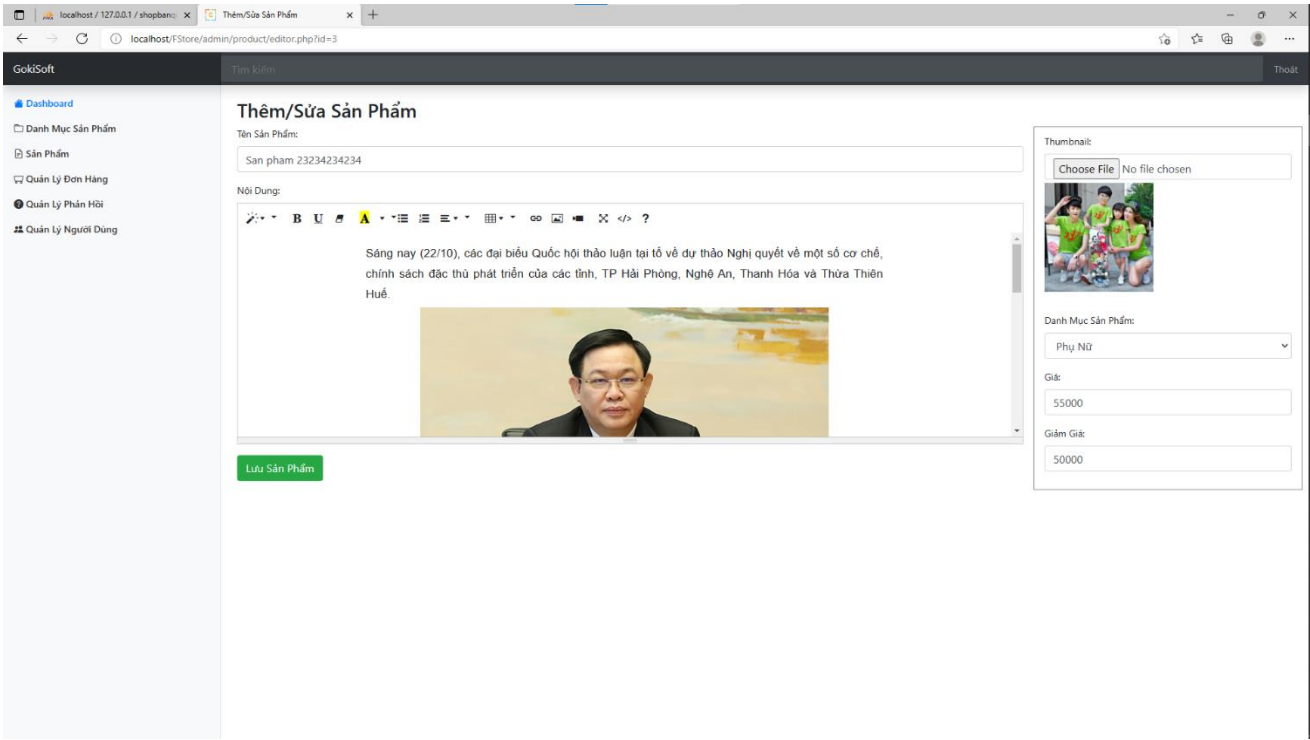 localhost / 127.0.0.1 / shopbanq
Thêm/Sửa Sản Phẩm
localhost/FStore/admin/product/editor.php?id=3
GokiSoft
Tìm kiếm
Thoát
Dashboard
Danh Mục Sản Phẩm
Sản Phẩm
Quản Lý Đơn Hàng
Quản Lý Phản Hồi
Quản Lý Người Dùng
Thêm/Sửa Sản Phẩm
Tên Sản Phẩm:
San pham 23234234234
Nội Dung:
B U A </> ?
Sáng nay (22/10), các đại biểu Quốc hội thảo luận tại tổ về dự thảo Nghị quyết về một số cơ chế,
chính sách đặc thù phát triển của các tỉnh, TP Hải Phòng, Nghệ An, Thanh Hóa và Thừa Thiên
Huế.
Lưu Sản Phẩm
Thumbnail:
Choose File No file chosen
Danh Mục Sản Phẩm:
Phụ Nữ
Giá:
55000
Giảm Giá:
50000